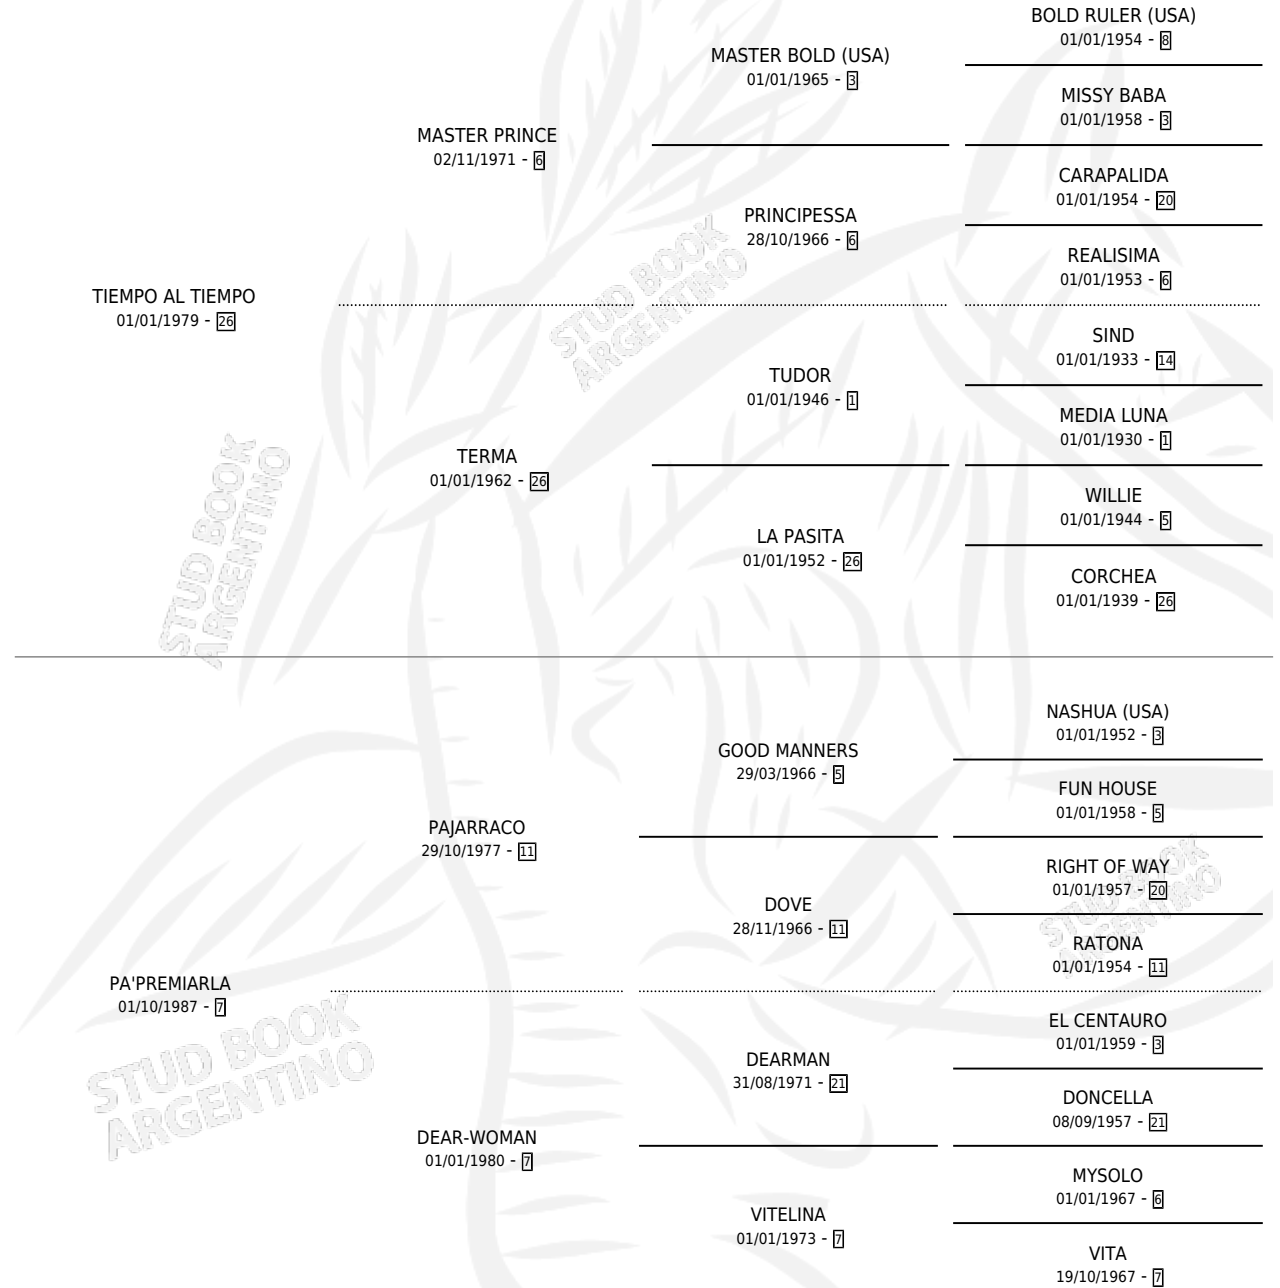 BOLD RULER (USA)
01/01/1954 - 8
MASTER BOLD (USA)
01/01/1965 - 3
MISSY BABA
01/01/1958 - 3
MASTER PRINCE
02/11/1971 - 6
CARAPALIDA
01/01/1954 - 20
PRINCIPESSA
28/10/1966 - 6
REALISIMA
01/01/1953 - 6
TIEMPO AL TIEMPO
01/01/1979 - 26
SIND
01/01/1933 - 14
TUDOR
01/01/1946 - 1
MEDIA LUNA
01/01/1930 - 1
TERMA
01/01/1962 - 26
WILLIE
01/01/1944 - 5
LA PASITA
01/01/1952 - 26
CORCHEA
01/01/1939 - 26
STUD BOOK
ARGENTINO
STUD BOOK
ARGENTINO
NASHUA (USA)
01/01/1952 - 3
GOOD MANNERS
29/03/1966 - 5
FUN HOUSE
01/01/1958 - 5
PAJARRACO
29/10/1977 - 11
RIGHT OF WAY
01/01/1957 - 20
DOVE
28/11/1966 - 11
RATONA
01/01/1954 - 11
PA'PREMIARLA
01/10/1987 - 7
EL CENTAURO
01/01/1959 - 3
DEARMAN
31/08/1971 - 21
DONCELLA
08/09/1957 - 21
DEAR-WOMAN
01/01/1980 - 7
MYSOLO
01/01/1967 - 6
VITELINA
01/01/1973 - 7
VITA
19/10/1967 - 7
STUD BOOK
ARGENTINO
STUD BOOK
ARGENTINO